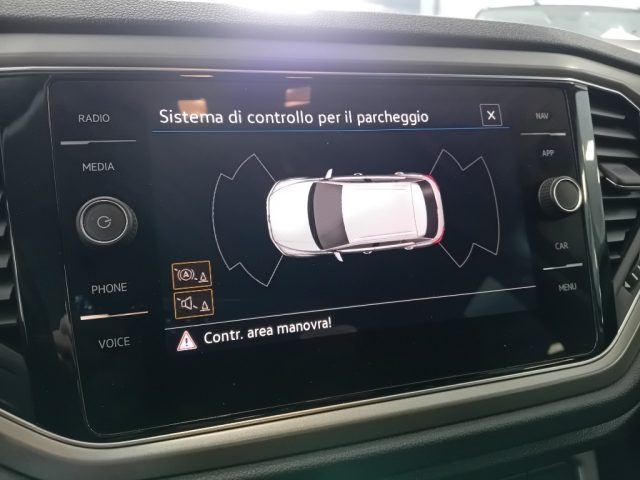 RADIO
MEDIA
PHONE
VOICE
Sistema di controllo per il parcheggio
X
Contr. area manovra!
NAV
APP
CAR
MENU